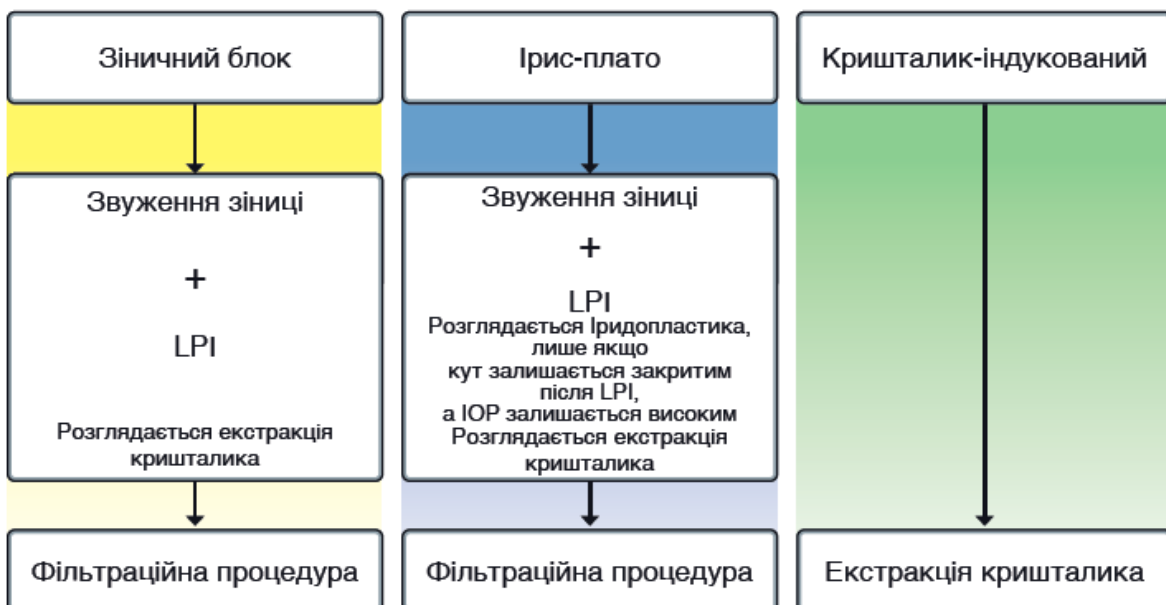 Зіничний блок
Ірис-плато
Кришталик-індукований
Звуження зіниці
+
LPI
Розглядається екстракція
кришталика
Звуження зіниці
+
LPI
Розглядається Іридопластика,
лише якщо
кут залишається закритим
після LPI,
а IOP залишається високим
Розглядається екстракція
кришталика
Фільтраційна процедура
Фільтраційна процедура
Екстракція кришталика